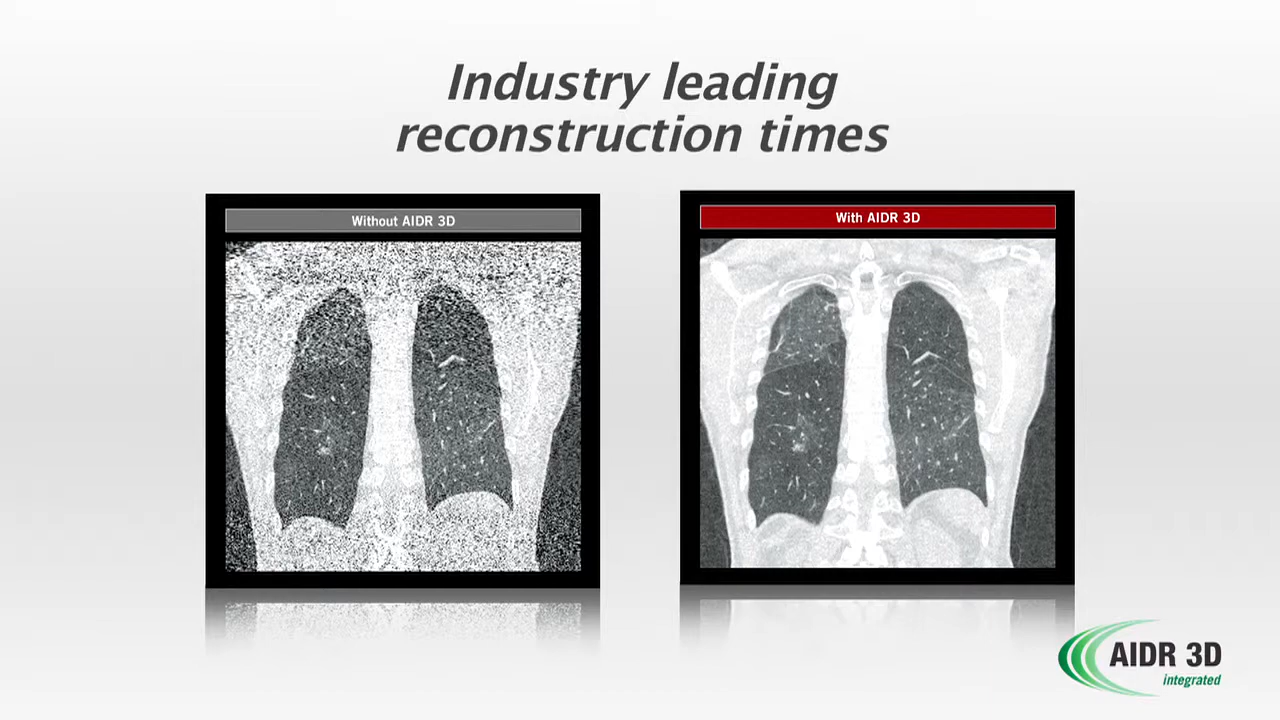 Industry leading
reconstruction times
Without AIDR 3D
With AIDR 3D
AIDR 3D
integrated